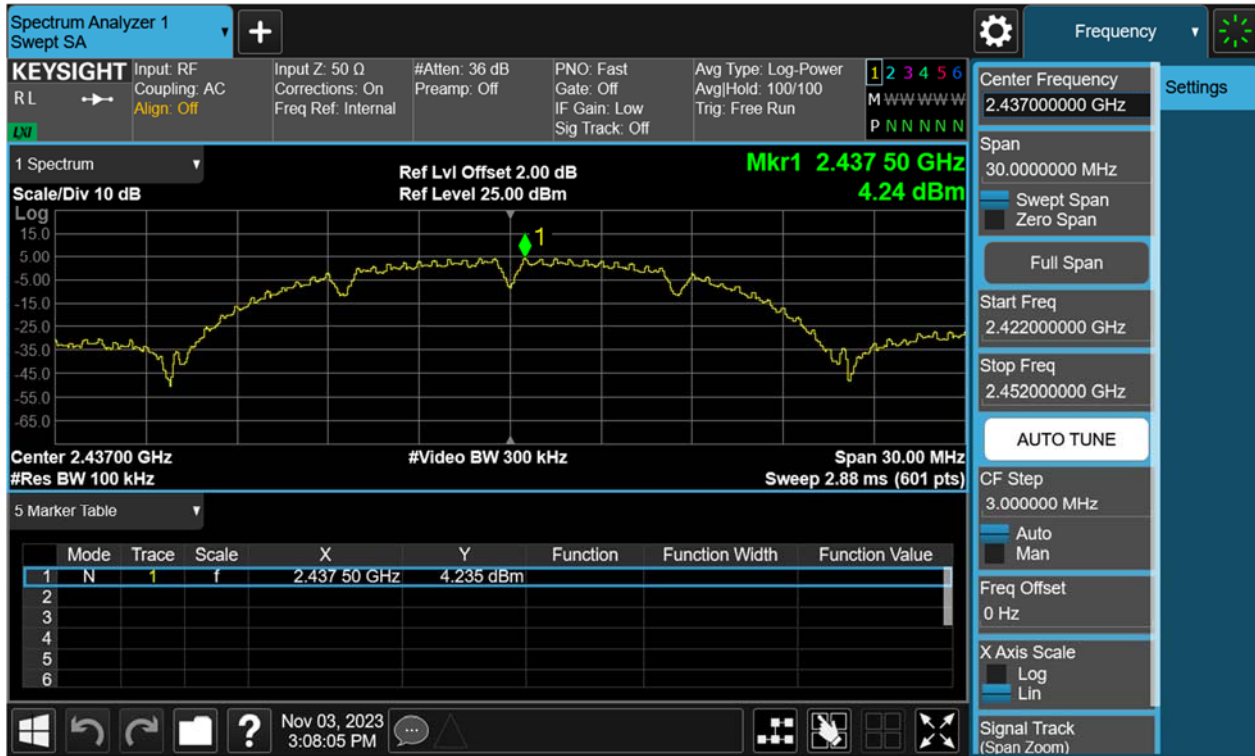 Spectrum Analyzer 1
Swept SA
Frequency
KEYSIGHT
RL
LXI
Input: RF
Coupling: AC
Align: Off
Input Z: 50 Ω
Corrections: On
Freq Ref: Internal
#Atten: 36 dB
Preamp: Off
PNO: Fast
Gate: Off
IF Gain: Low
Sig Track: Off
Avg Type: Log-Power
Avg|Hold: 100/100
Trig: Free Run
1 2 3 4 5 6
M W W W W W
P N N N N N
1 Spectrum
Scale/Div 10 dB
Ref Lvl Offset 2.00 dB
Ref Level 25.00 dBm
Mkr1 2.437 50 GHz
4.24 dBm
Log
15.0
5.00
-5.00
-15.0
-25.0
-35.0
-45.0
-55.0
-65.0
1
Center 2.43700 GHz
#Res BW 100 kHz
#Video BW 300 kHz
Span 30.00 MHz
Sweep 2.88 ms (601 pts)
5 Marker Table
Mode Trace Scale X Y Function Function Width Function Value
1 N 1 f 2.437 50 GHz 4.235 dBm
2
3
4
5
6
?
Nov 03, 2023
3:08:05 PM
Center Frequency
2.437000000 GHz
Settings
Span
30.0000000 MHz
Swept Span
Zero Span
Full Span
Start Freq
2.422000000 GHz
Stop Freq
2.452000000 GHz
AUTO TUNE
CF Step
3.000000 MHz
Auto
Man
Freq Offset
0 Hz
X Axis Scale
Log
Lin
Signal Track
(Span Zoom)